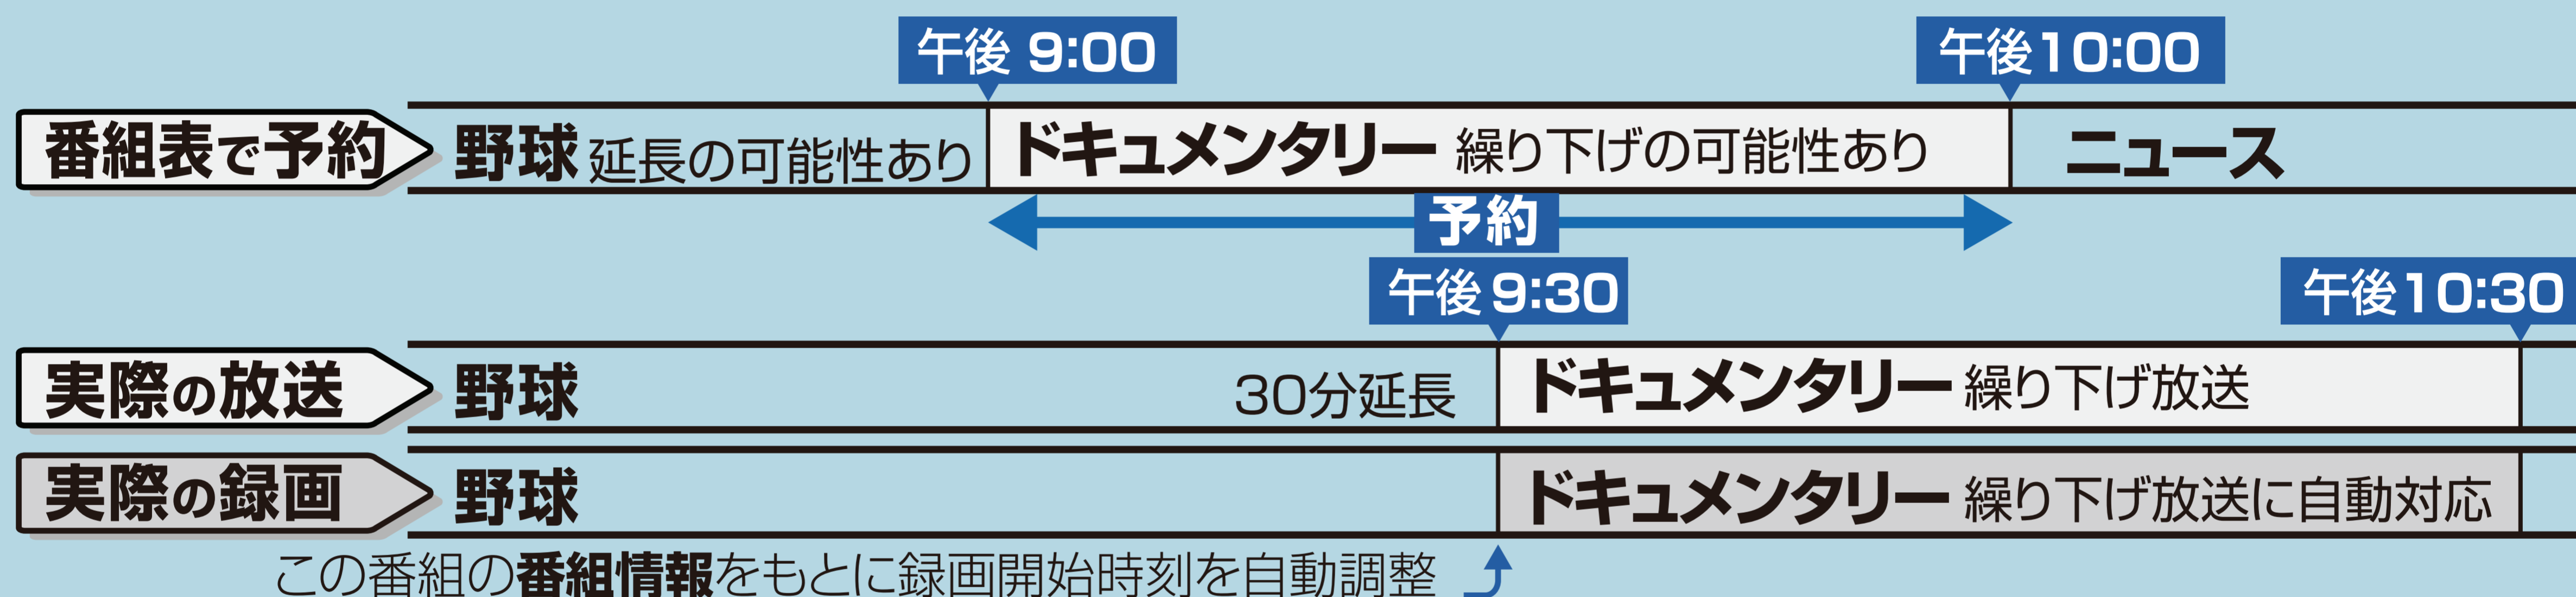 午後 9:00 午後10:00
番組表で予約 野球 延長の可能性あり ドキュメンタリー 繰り下げの可能性あり ニュース
予約
午後 9:30 午後10:30
実際の放送 野球 30分延長 ドキュメンタリー 繰り下げ放送
実際の録画 野球 ドキュメンタリー 繰り下げ放送に自動対応
この番組の番組情報をもとに録画開始時刻を自動調整